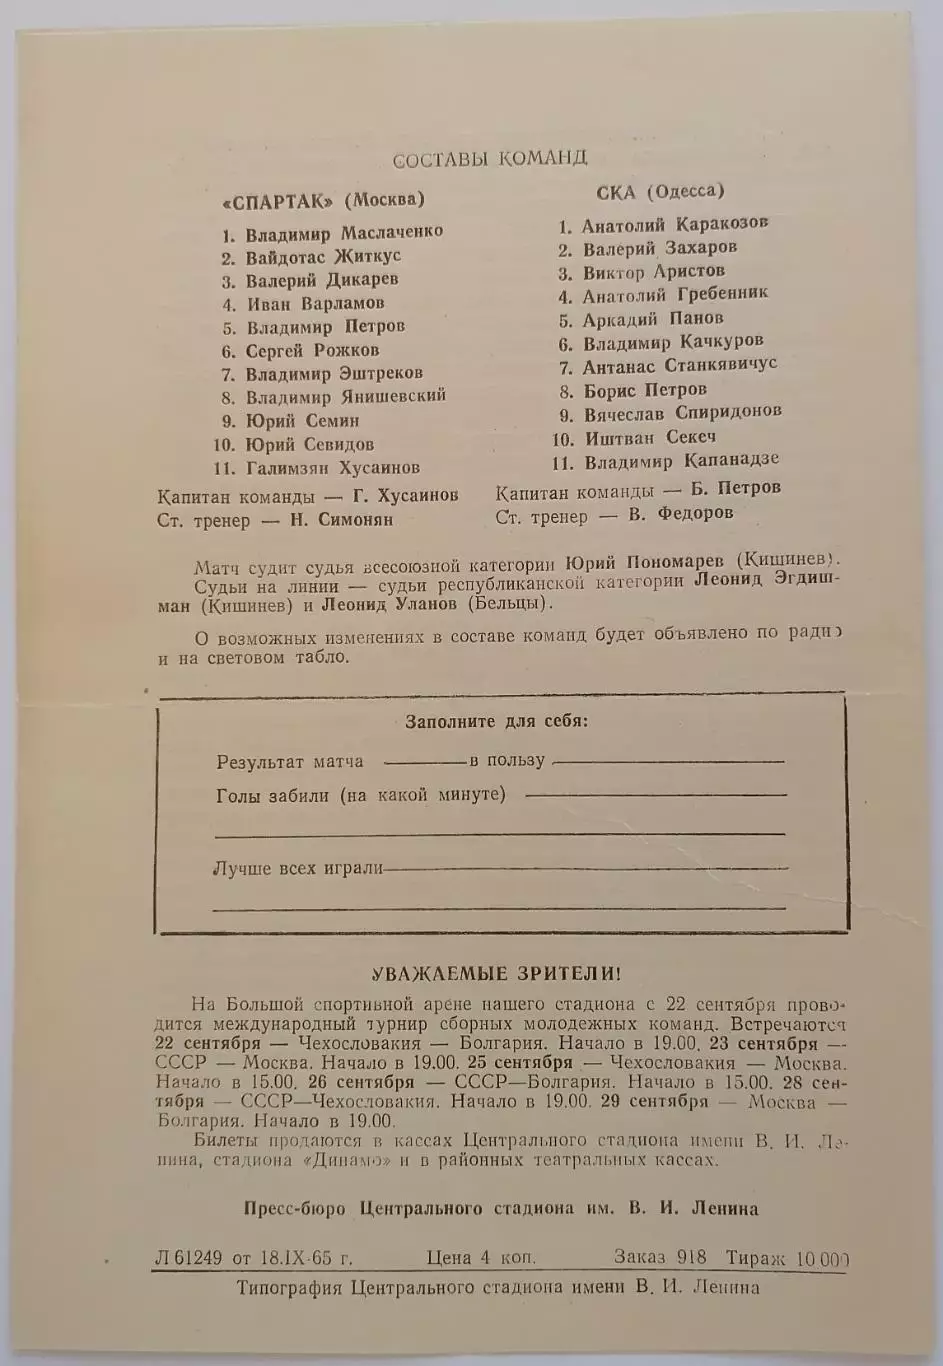 СОСТАВЫ КОМАНД
«СПАРТАК» (Москва)
1. Владимир Маслаченко
2. Вайдотас Житкус
3. Валерий Дикарев
4. Иван Варламов
5. Владимир Петров
6. Сергей Рожков
7. Владимир Эштреков
8. Владимир Янишевский
9. Юрий Семин
10. Юрий Севидов
11. Галимзян Хусаинов
Капитан команды — Г. Хусаинов
Ст. тренер — Н. Симонян
СКА (Одесса)
1. Анатолий Каракозов
2. Валерий Захаров
3. Виктор Аристов
4. Анатолий Гребенник
5. Аркадий Панов
6. Владимир Качкуров
7. Антанас Станкявичус
8. Борис Петров
9. Вячеслав Спиридонов
10. Иштван Секеч
11. Владимир Капанадзе
Капитан команды — Б. Петров
Ст. тренер — В. Федоров
Матч судит судья всесоюзной категории Юрий Пономарев (Кишинев).
Судьи на линии — судьи республиканской категории Леонид Эгдиш-
ман (Кишинев) и Леонид Уланов (Бельцы).
О возможных изменениях в составе команд будет объявлено по радио
и на световом табло.
Заполните для себя:
Результат матча ——— в пользу ———
Голы забили (на какой минуте) ———
Лучше всех играли ———
УВАЖАЕМЫЕ ЗРИТЕЛИ!
На Большой спортивной арене нашего стадиона с 22 сентября прово-
дится международный турнир сборных молодежных команд. Встречаются
22 сентября — Чехословакия — Болгария. Начало в 19.00. 23 сентября —
СССР — Москва. Начало в 19.00. 25 сентября — Чехословакия — Москва.
Начало в 15.00. 26 сентября — СССР—Болгария. Начало в 15.00. 28 сен-
тября — СССР—Чехословакия. Начало в 19.00. 29 сентября — Москва —
Болгария. Начало в 19.00.
Билеты продаются в кассах Центрального стадиона имени В. И. Ле-
нина, стадиона «Динамо» и в районных театральных кассах.
Пресс-бюро Центрального стадиона им. В. И. Ленина
Л 61249 от 18.IX-65 г. Цена 4 коп. Заказ 918 Тираж 10 000
Типография Центрального стадиона имени В. И. Ленина